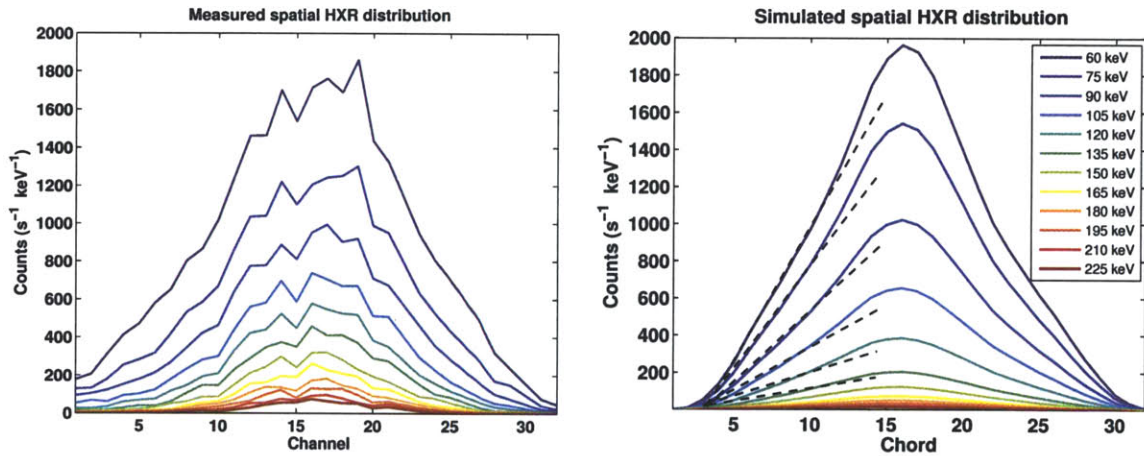 Measured spatial HXR distribution
2000
1800
1600
1400
1200
1000
800
600
400
200
0
Counts (s⁻¹ keV⁻¹)
5
10
15
20
25
30
Channel
Simulated spatial HXR distribution
2000
1800
1600
1400
1200
1000
800
600
400
200
Counts (s⁻¹ keV⁻¹)
5
10
15
20
25
30
Chord
60 keV
75 keV
90 keV
105 keV
120 keV
135 keV
150 keV
165 keV
180 keV
195 keV
210 keV
225 keV